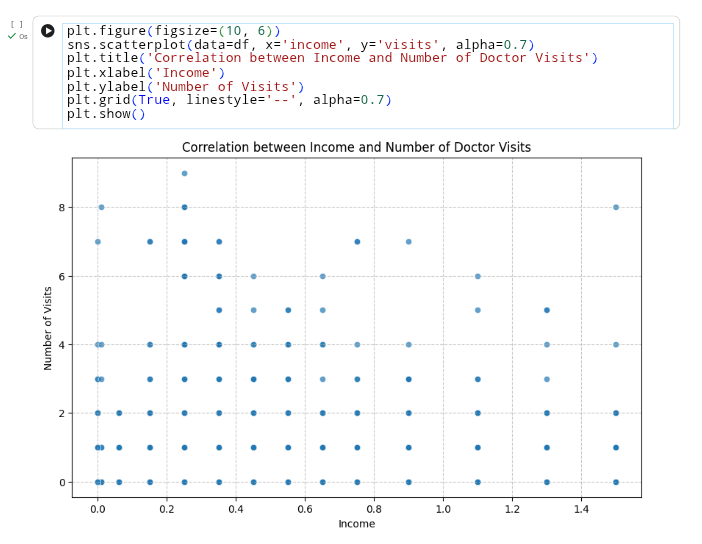 [ ]
0s
plt.figure(figsize=(10, 6))
sns.scatterplot(data=df, x='income', y='visits', alpha=0.7)
plt.title('Correlation between Income and Number of Doctor Visits')
plt.xlabel('Income')
plt.ylabel('Number of Visits')
plt.grid(True, linestyle='--', alpha=0.7)
plt.show()
Correlation between Income and Number of Doctor Visits
Number of Visits
8
6
4
2
0
0.0 0.2 0.4 0.6 0.8 1.0 1.2 1.4
Income